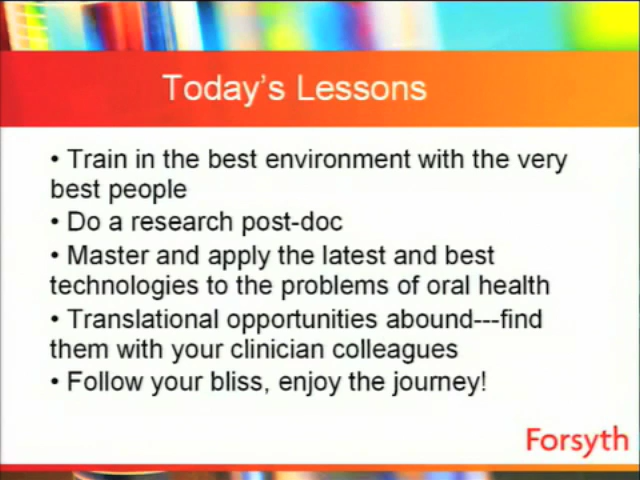 Today's Lessons
• Train in the best environment with the very
best people
• Do a research post-doc
• Master and apply the latest and best
technologies to the problems of oral health
• Translational opportunities abound---find
them with your clinician colleagues
• Follow your bliss, enjoy the journey!
Forsyth